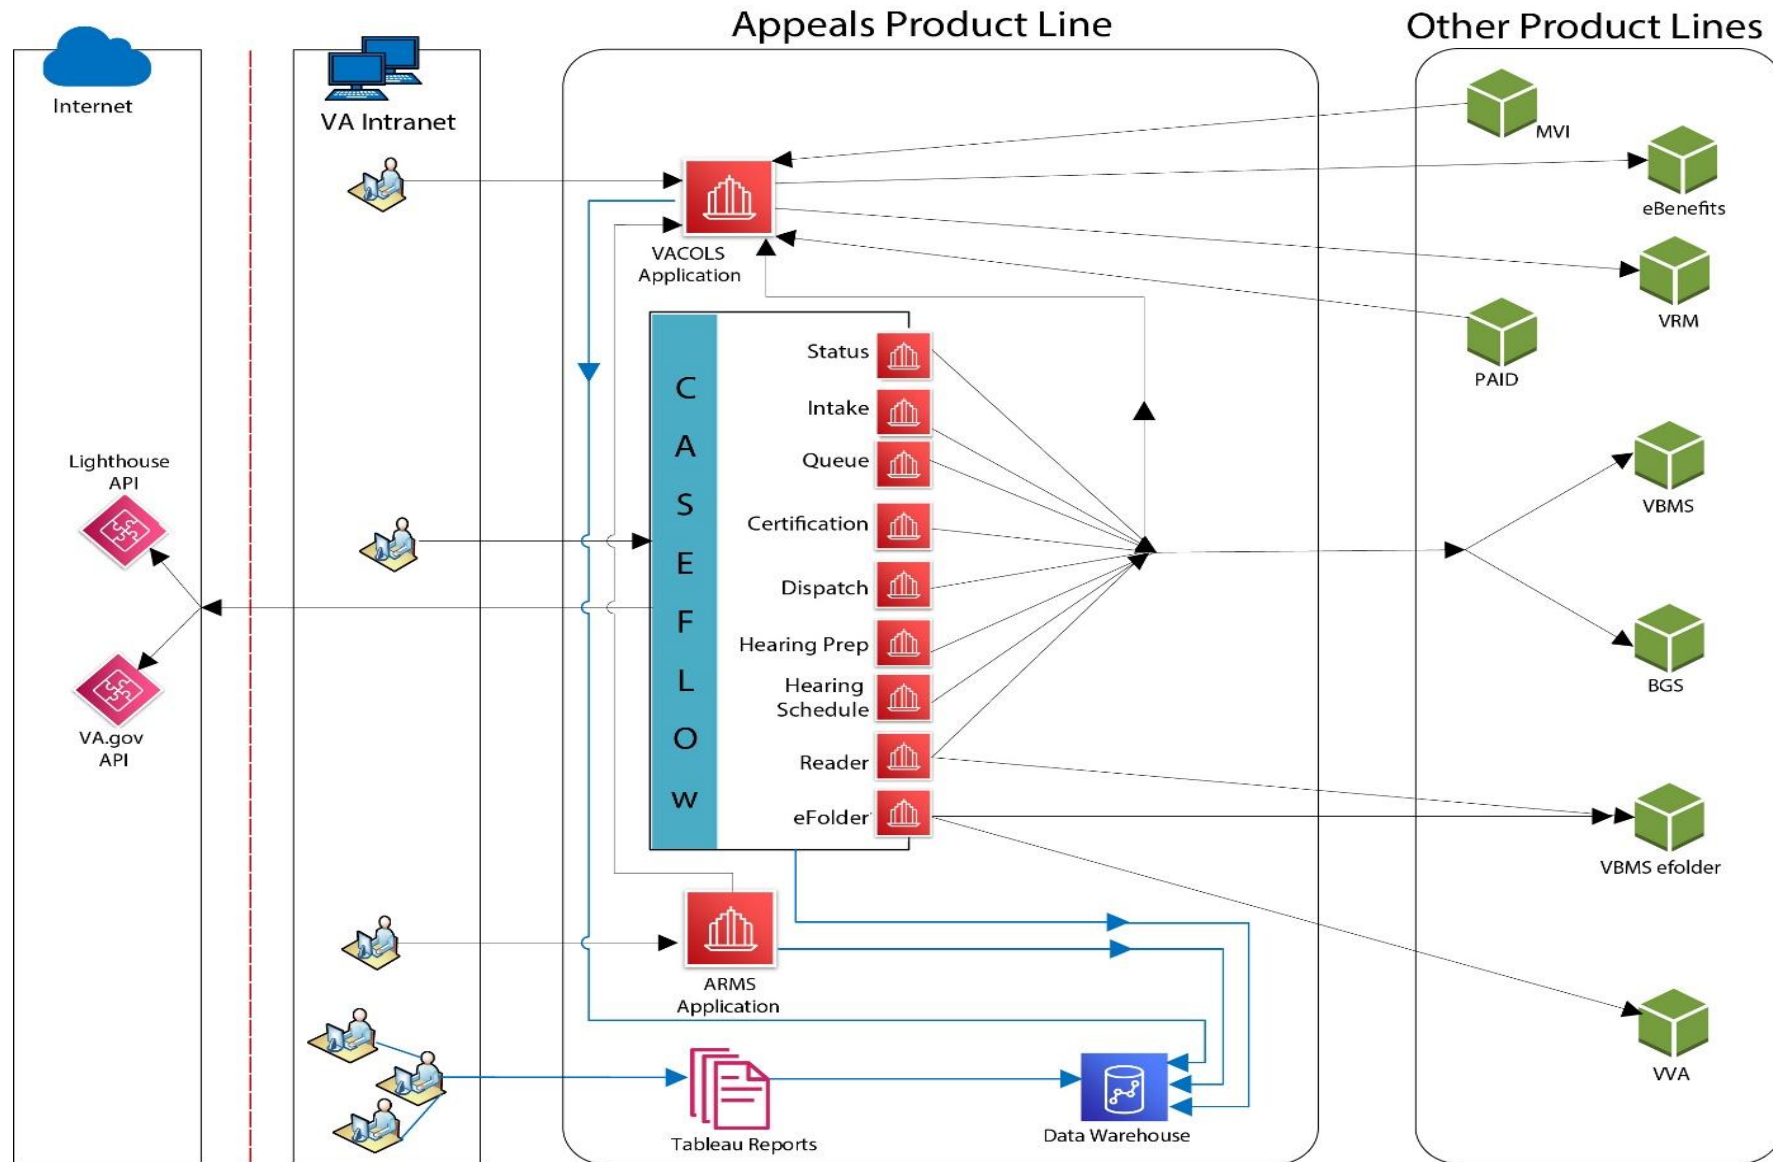 Appeals Product Line
Other Product Lines
Internet
VA Intranet
MVI
eBenefits
VACOLS
Application
VRM
PAID
Status
Intake
Queue
Certification
Dispatch
Hearing Prep
Hearing
Schedule
Reader
eFolder
C
A
S
E
F
L
O
w
Lighthouse
API
VA.gov
API
VBMS
BGS
VBMS efolder
VVA
ARMS
Application
Tableau Reports
Data Warehouse